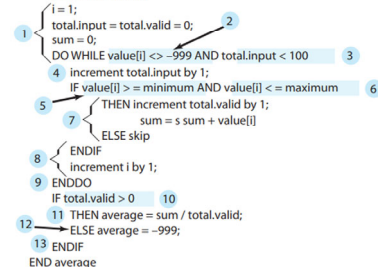 i = 1;
1 total.input = total.valid = 0; 2
sum = 0;
DO WHILE value[i] <> –999 AND total.input < 100 3
4 increment total.input by 1;
IF value[i] > = minimum AND value[i] < = maximum 6
5 THEN increment total.valid by 1;
7 sum = s sum + value[i]
ELSE skip
8 ENDIF
increment i by 1;
9 ENDDO
IF total.valid > 0 10
11 THEN average = sum / total.valid;
12 ELSE average = –999;
13 ENDIF
END average